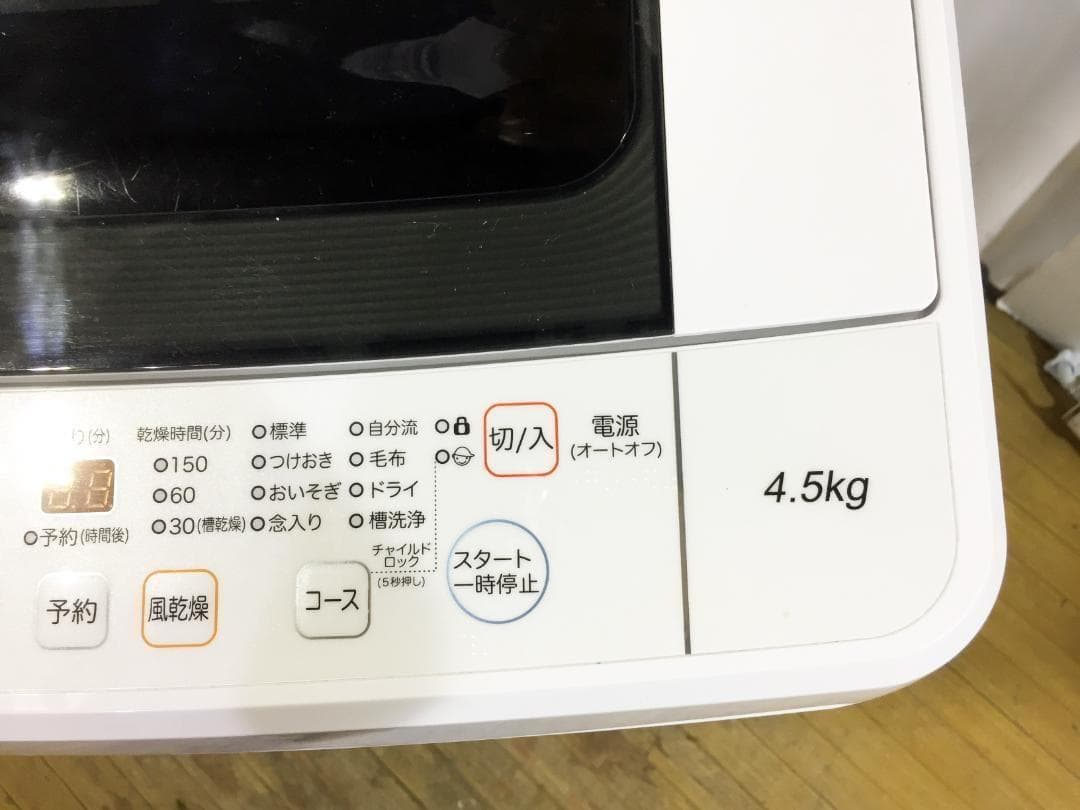 (分)
予約(時間後)
予約
乾燥時間(分)
150
60
30(槽乾燥)
風乾燥
標準
つけおき
おいそぎ
念入り
自分流
毛布
ドライ
槽洗浄
コース
チャイルド
ロック
(5秒押し)
切/入
電源
(オートオフ)
スタート
一時停止
4.5kg